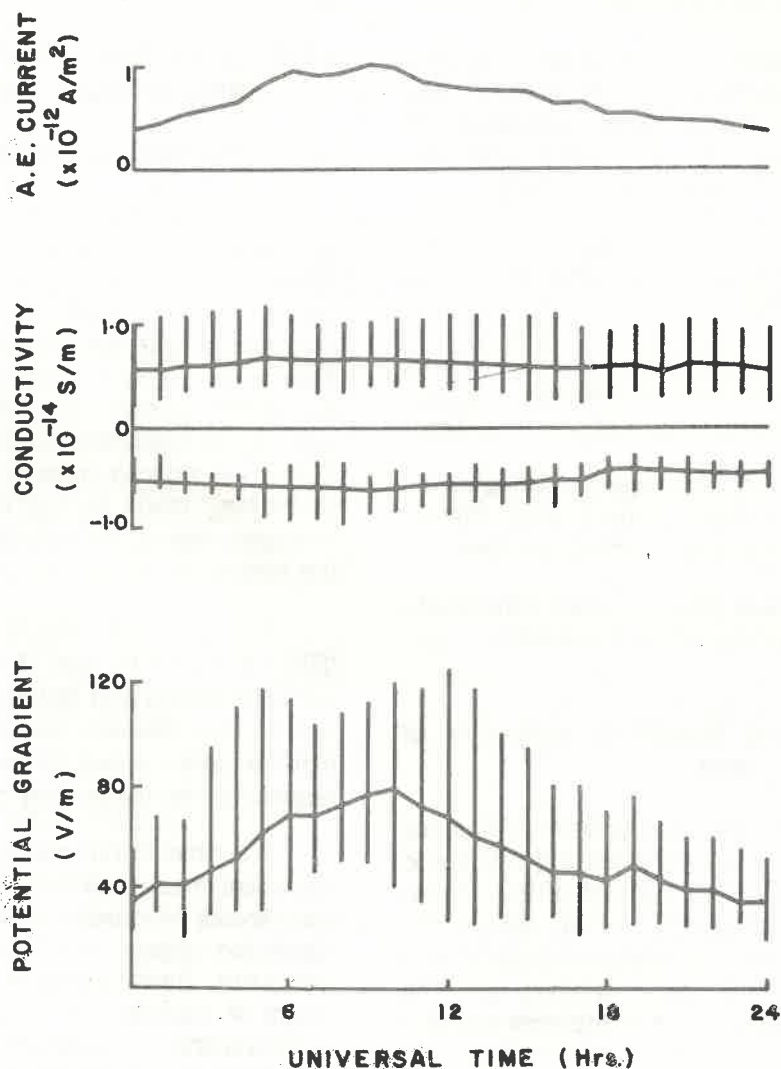 A.E. CURRENT
(x10⁻¹² A/m²)
1
0
CONDUCTIVITY
(x10⁻¹⁴ S/m)
1·0
0
-1·0
POTENTIAL GRADIENT
(V/m)
120
80
40
6
12
18
24
UNIVERSAL TIME (Hrs.)